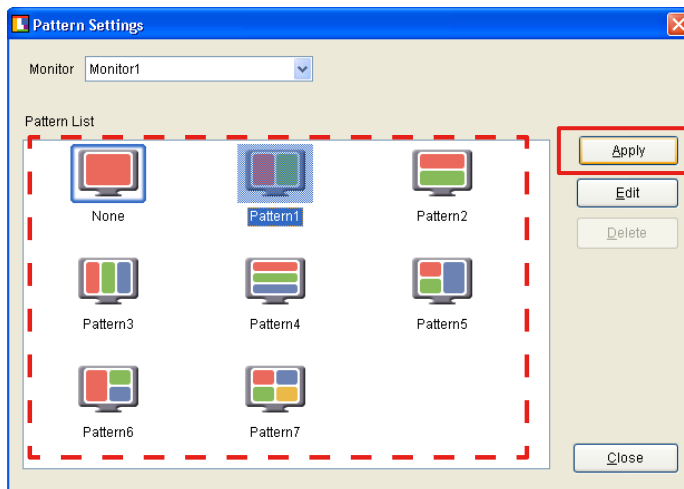 Pattern Settings
Monitor Monitor1
Pattern List
Apply
None Pattern1 Pattern2
Edit
Delete
Pattern3 Pattern4 Pattern5
Pattern6 Pattern7
Close